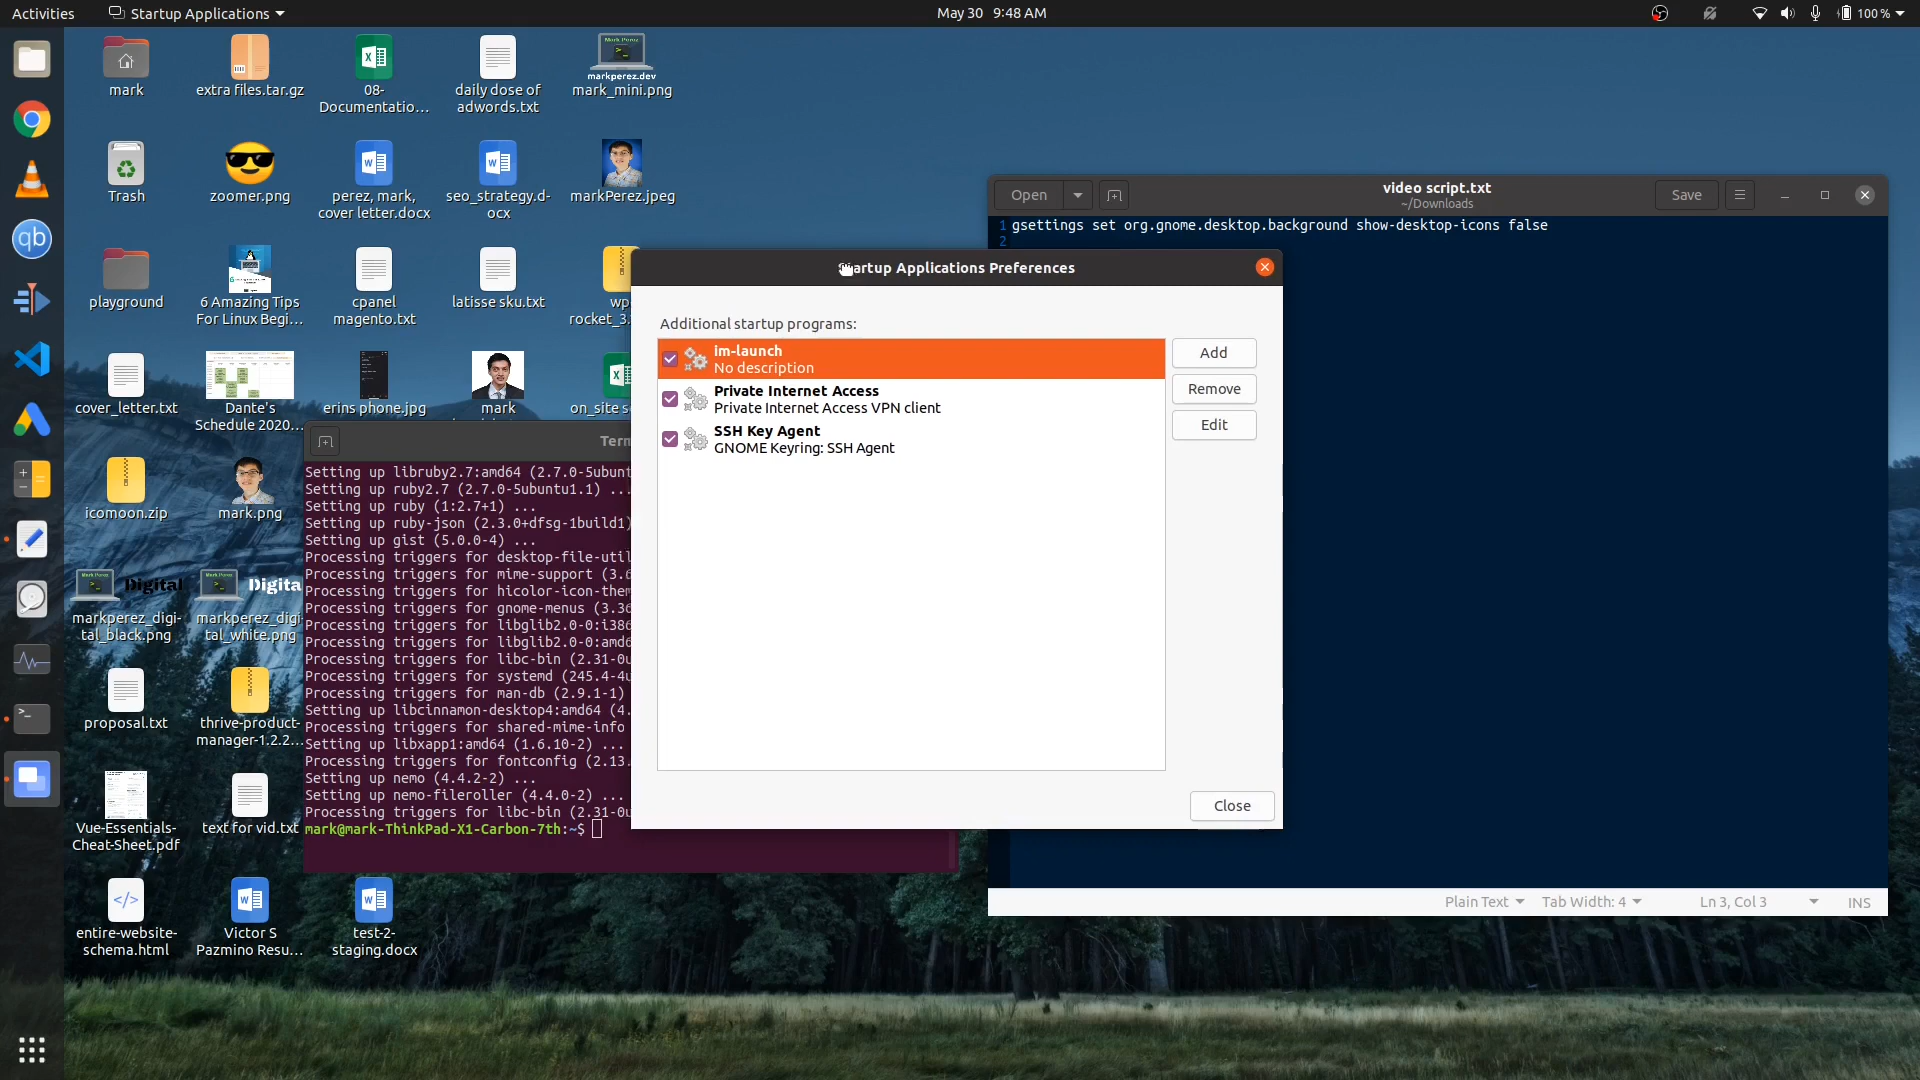 Activities
Startup Applications
May 30 9:48 AM
100 %
mark
extra files.tar.gz
08-
Documentatio...
daily dose of
adwords.txt
Mark Perez
markperez.dev
mark_mini.png
Trash
zoomer.png
perez, mark,
cover letter.docx
seo_strategy.d-
ocx
markPerez.jpeg
playground
6 Amazing Tips
For Linux Begi...
cpanel
magento.txt
latisse sku.txt
wp
rocket_3.
cover_letter.txt
Dante's
Schedule 2020...
erins phone.jpg
mark
on_site s
icomoon.zip
mark.png
Digital
Digita
markperez_digi-
tal_black.png
markperez_digi
tal_white.png
proposal.txt
thrive-product-
manager-1.2.2...
Vue-Essentials-
Cheat-Sheet.pdf
text for vid.txt
entire-website-
schema.html
Victor S
Pazmino Resu...
test-2-
staging.docx
Term
Setting up libruby2.7:amd64 (2.7.0-5ubunt
Setting up ruby2.7 (2.7.0-5ubuntu1.1) ...
Setting up ruby (1:2.7+1) ...
Setting up ruby-json (2.3.0+dfsg-1build1)
Setting up gist (5.0.0-4) ...
Processing triggers for desktop-file-util
Processing triggers for mime-support (3.6
Processing triggers for hicolor-icon-them
Processing triggers for gnome-menus (3.36
Processing triggers for libglib2.0-0:i386
Processing triggers for libglib2.0-0:amd6
Processing triggers for libc-bin (2.31-0u
Processing triggers for systemd (245.4-4u
Processing triggers for man-db (2.9.1-1)
Setting up libcinnamon-desktop4:amd64 (4.
Processing triggers for shared-mime-info
Setting up libxapp1:amd64 (1.6.10-2) ...
Processing triggers for fontconfig (2.13.
Setting up nemo (4.4.2-2) ...
Setting up nemo-fileroller (4.4.0-2) ...
Processing triggers for libc-bin (2.31-0u
mark@mark-ThinkPad-X1-Carbon-7th:~$
Startup Applications Preferences
Additional startup programs:
im-launch
No description
Private Internet Access
Private Internet Access VPN client
SSH Key Agent
GNOME Keyring: SSH Agent
Add
Remove
Edit
Close
Open
video script.txt
~/Downloads
Save
1 gsettings set org.gnome.desktop.background show-desktop-icons false
2
Plain Text
Tab Width: 4
Ln 3, Col 3
INS